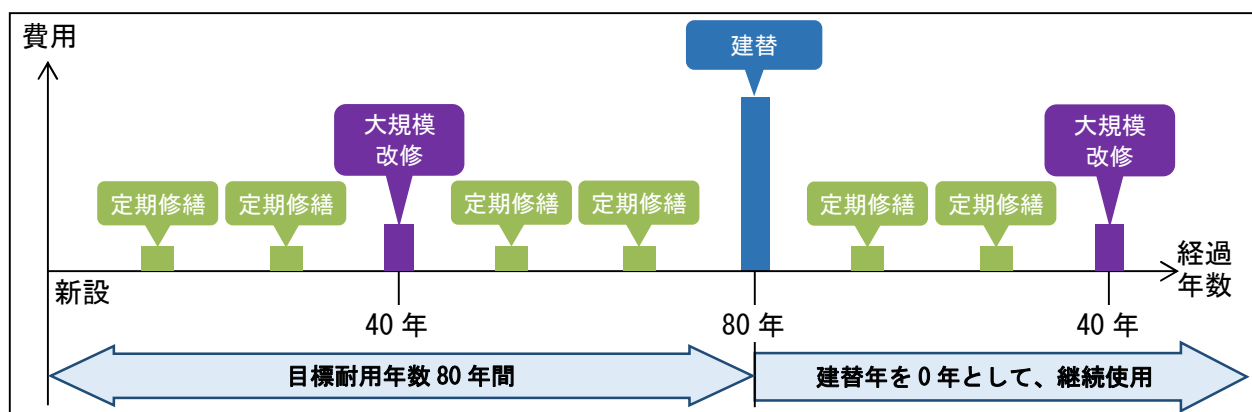 費用
建替
大規模
改修
大規模
改修
定期修繕
定期修繕
定期修繕
定期修繕
定期修繕
定期修繕
新設
経過
年数
40 年
80 年
40 年
目標耐用年数 80 年間
建替年を 0 年として、継続使用